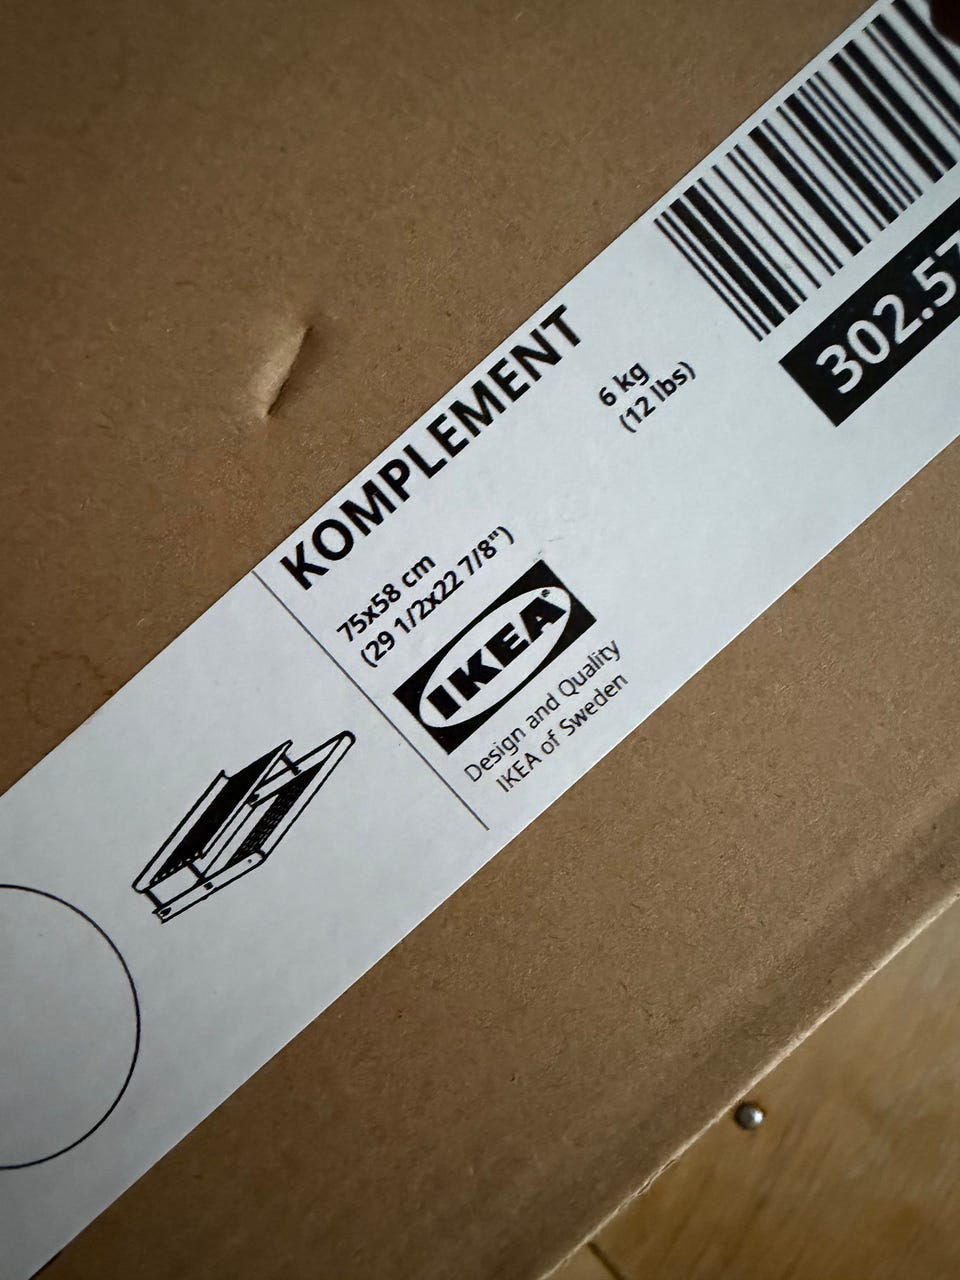 KOMPLEMENT
75x58 cm
(29 1/2x22 7/8")
6 kg
(12 lbs)
IKEA®
Design and Quality
IKEA of Sweden
302.57